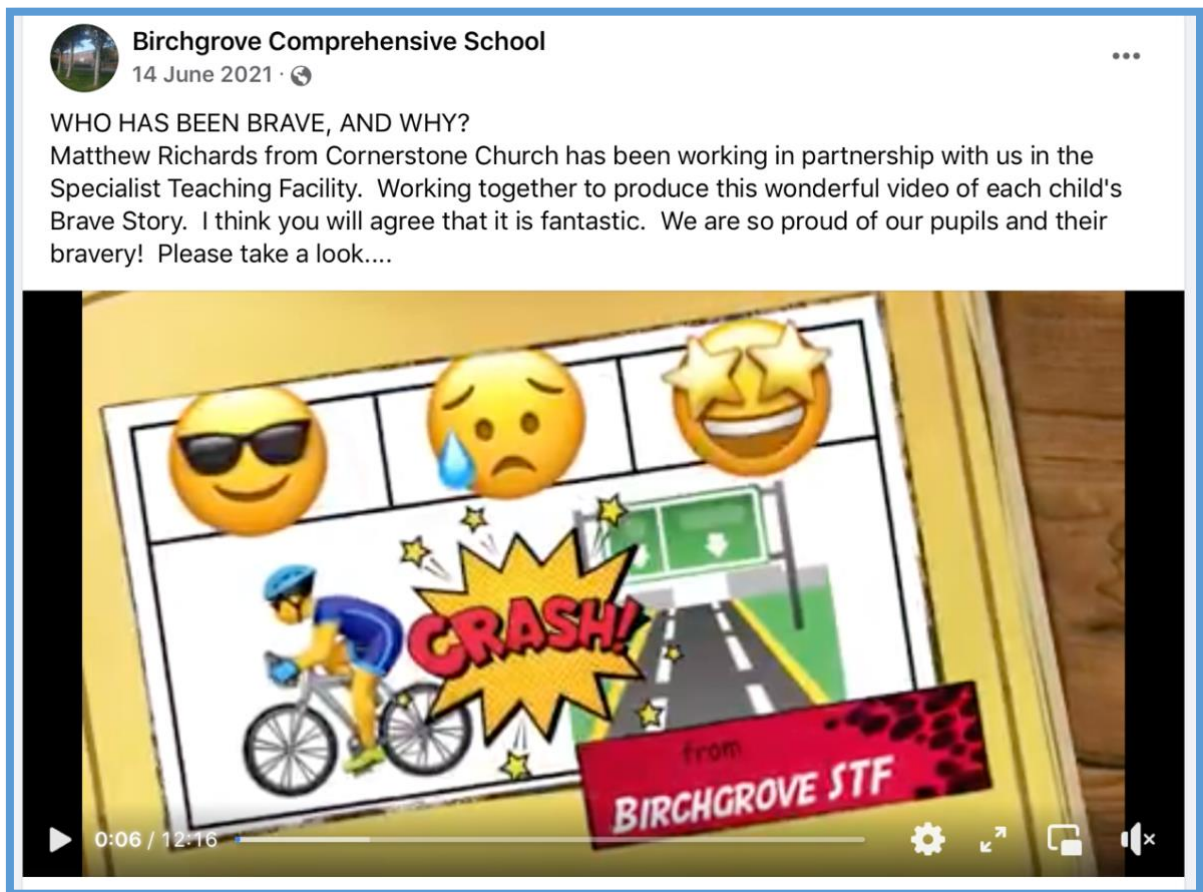 Birchgrove Comprehensive School
14 June 2021 ·
WHO HAS BEEN BRAVE, AND WHY?
Matthew Richards from Cornerstone Church has been working in partnership with us in the
Specialist Teaching Facility.  Working together to produce this wonderful video of each child's
Brave Story.  I think you will agree that it is fantastic.  We are so proud of our pupils and their
bravery!  Please take a look....
CRASH!
from
BIRCHGROVE STF
0:06 / 12:16